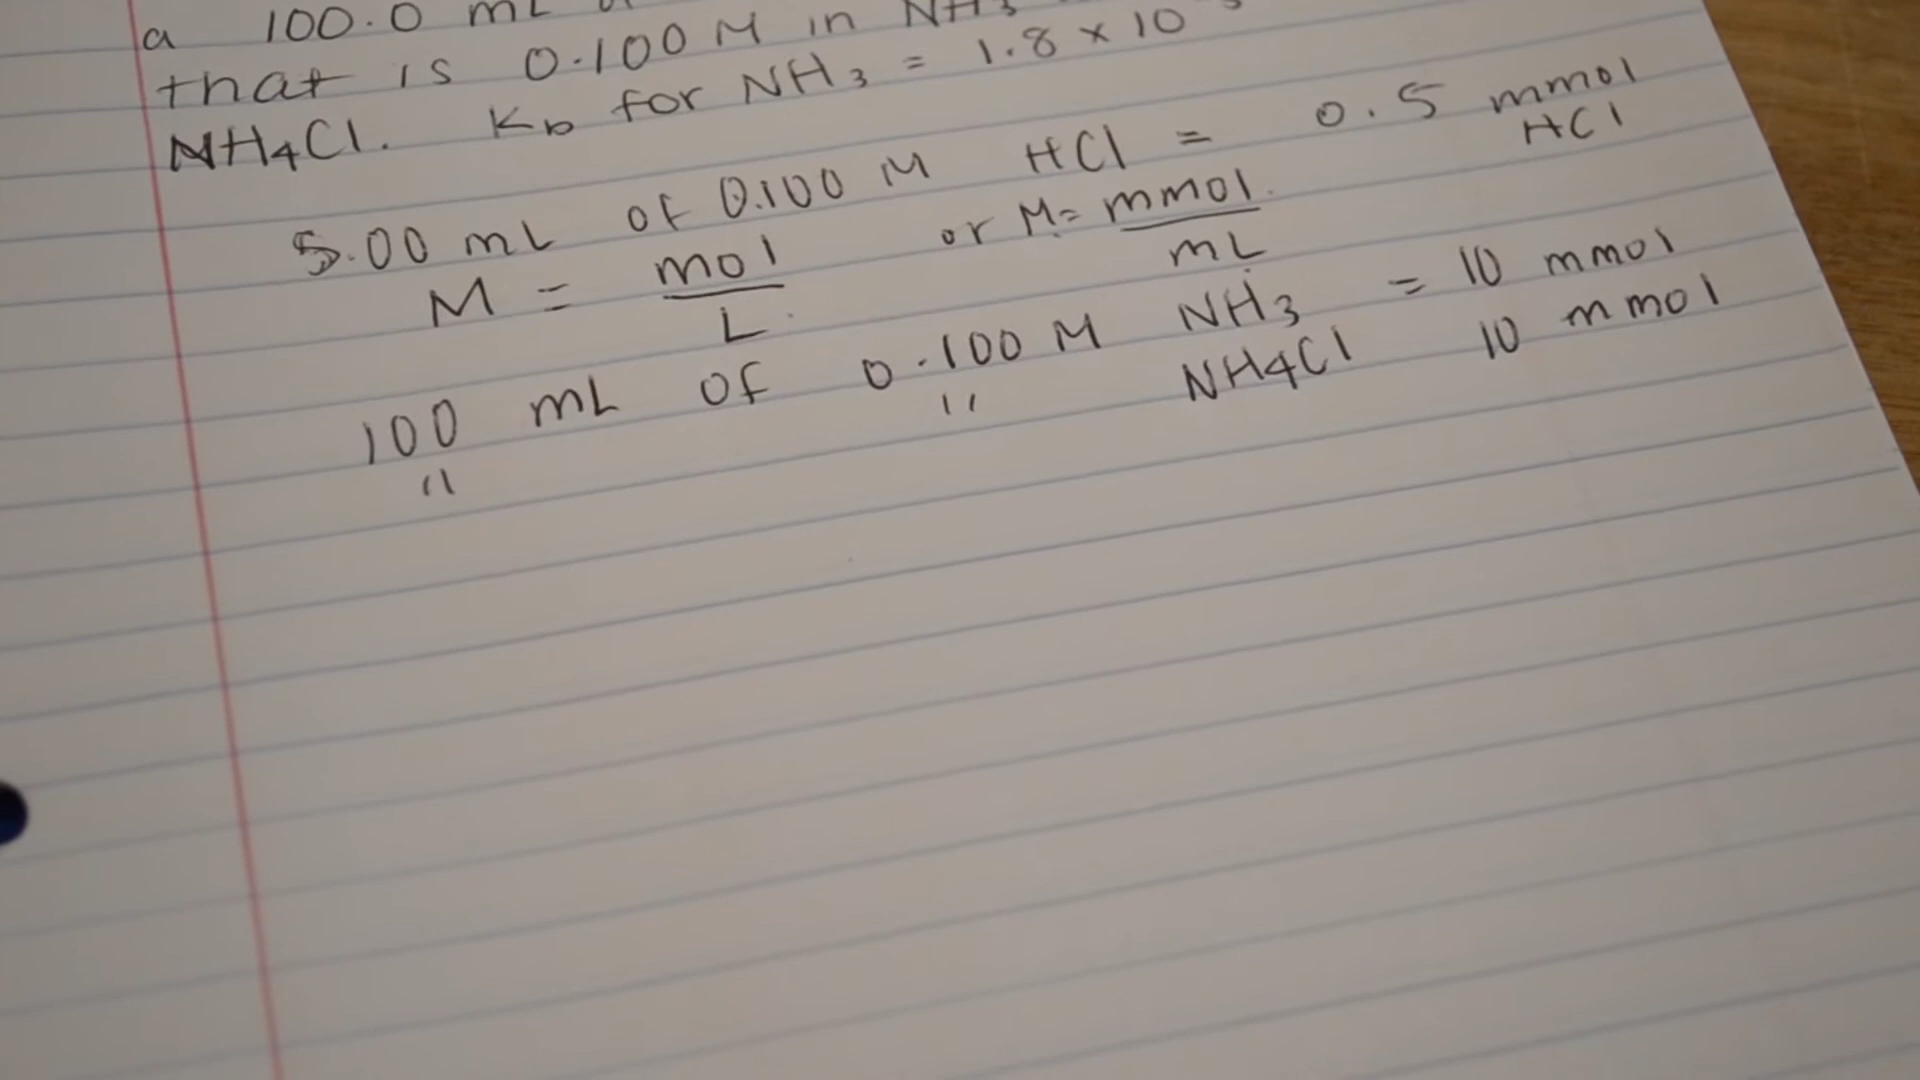 a 100.0 mL
that is 0.100 M in NH3
NH4Cl. Kb for NH3 = 1.8 x 10
5.00 mL of 0.100 M HCl = 0.5 mmol
HCl
M = mol / L or M = mmol / mL
100 mL of 0.100 M NH3 = 10 mmol
" " NH4Cl 10 mmol